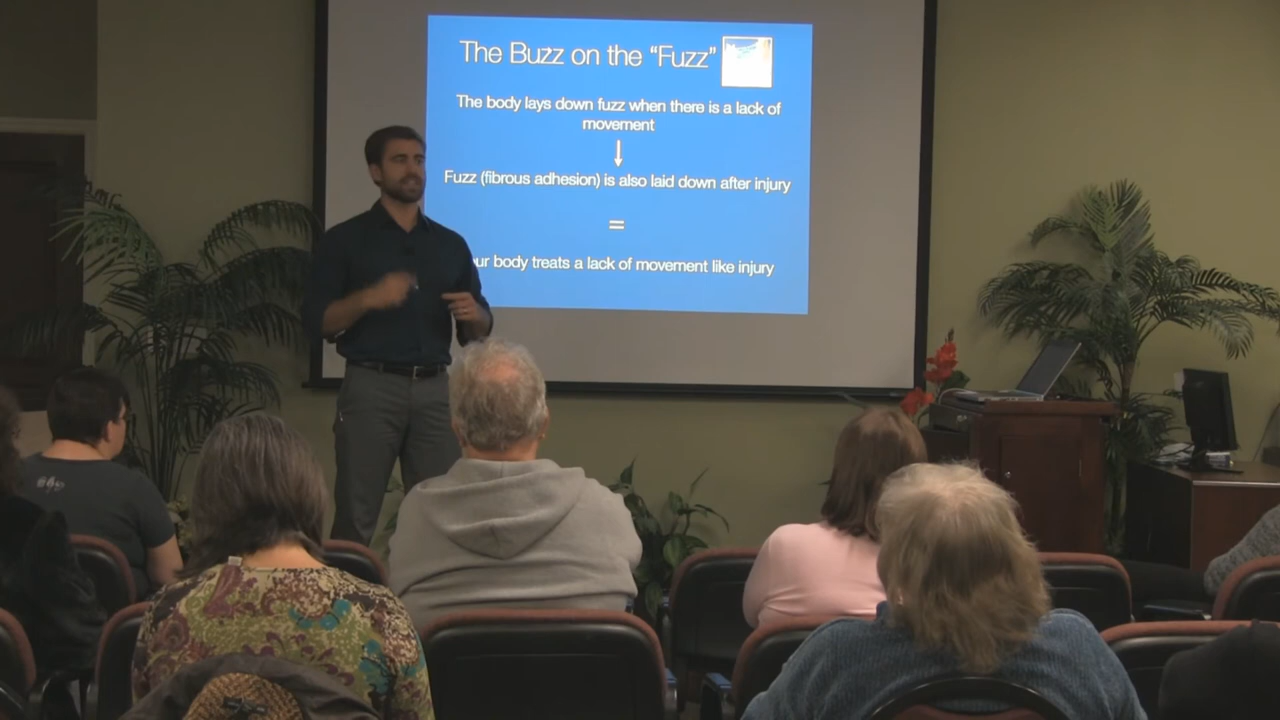 The Buzz on the “Fuzz”
The body lays down fuzz when there is a lack of
movement
Fuzz (fibrous adhesion) is also laid down after injury
=
ur body treats a lack of movement like injury